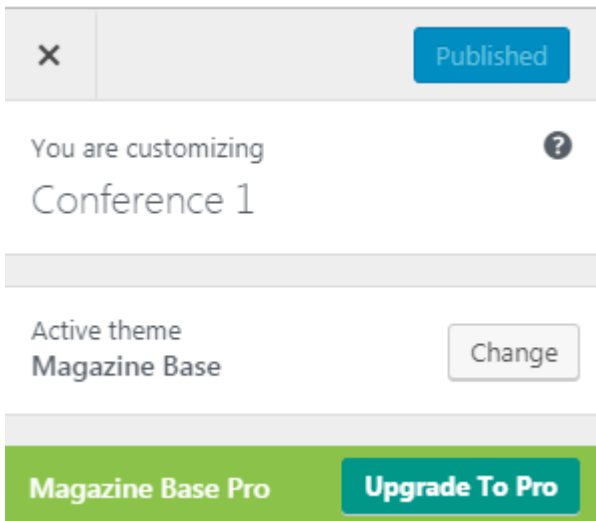 × Published
You are customizing ?
Conference 1
Active theme
Magazine Base
Change
Magazine Base Pro Upgrade To Pro